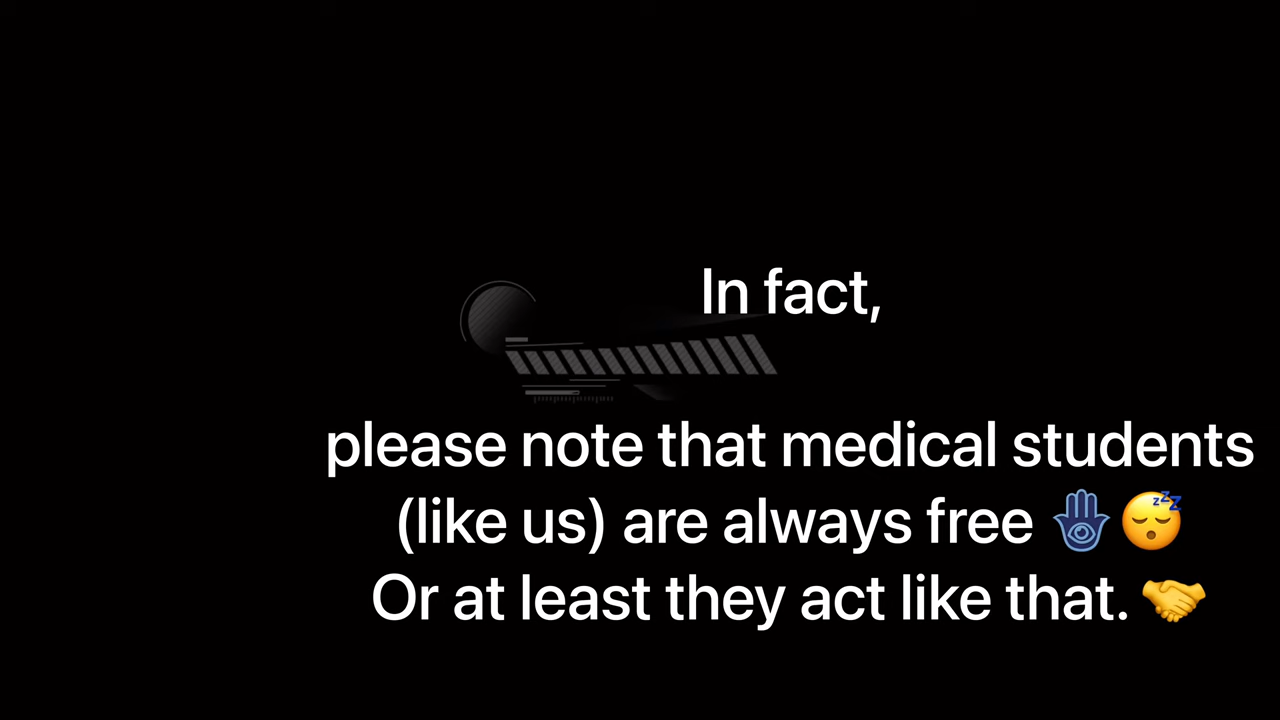 In fact,
please note that medical students
(like us) are always free 🪬😴
Or at least they act like that. 🤝